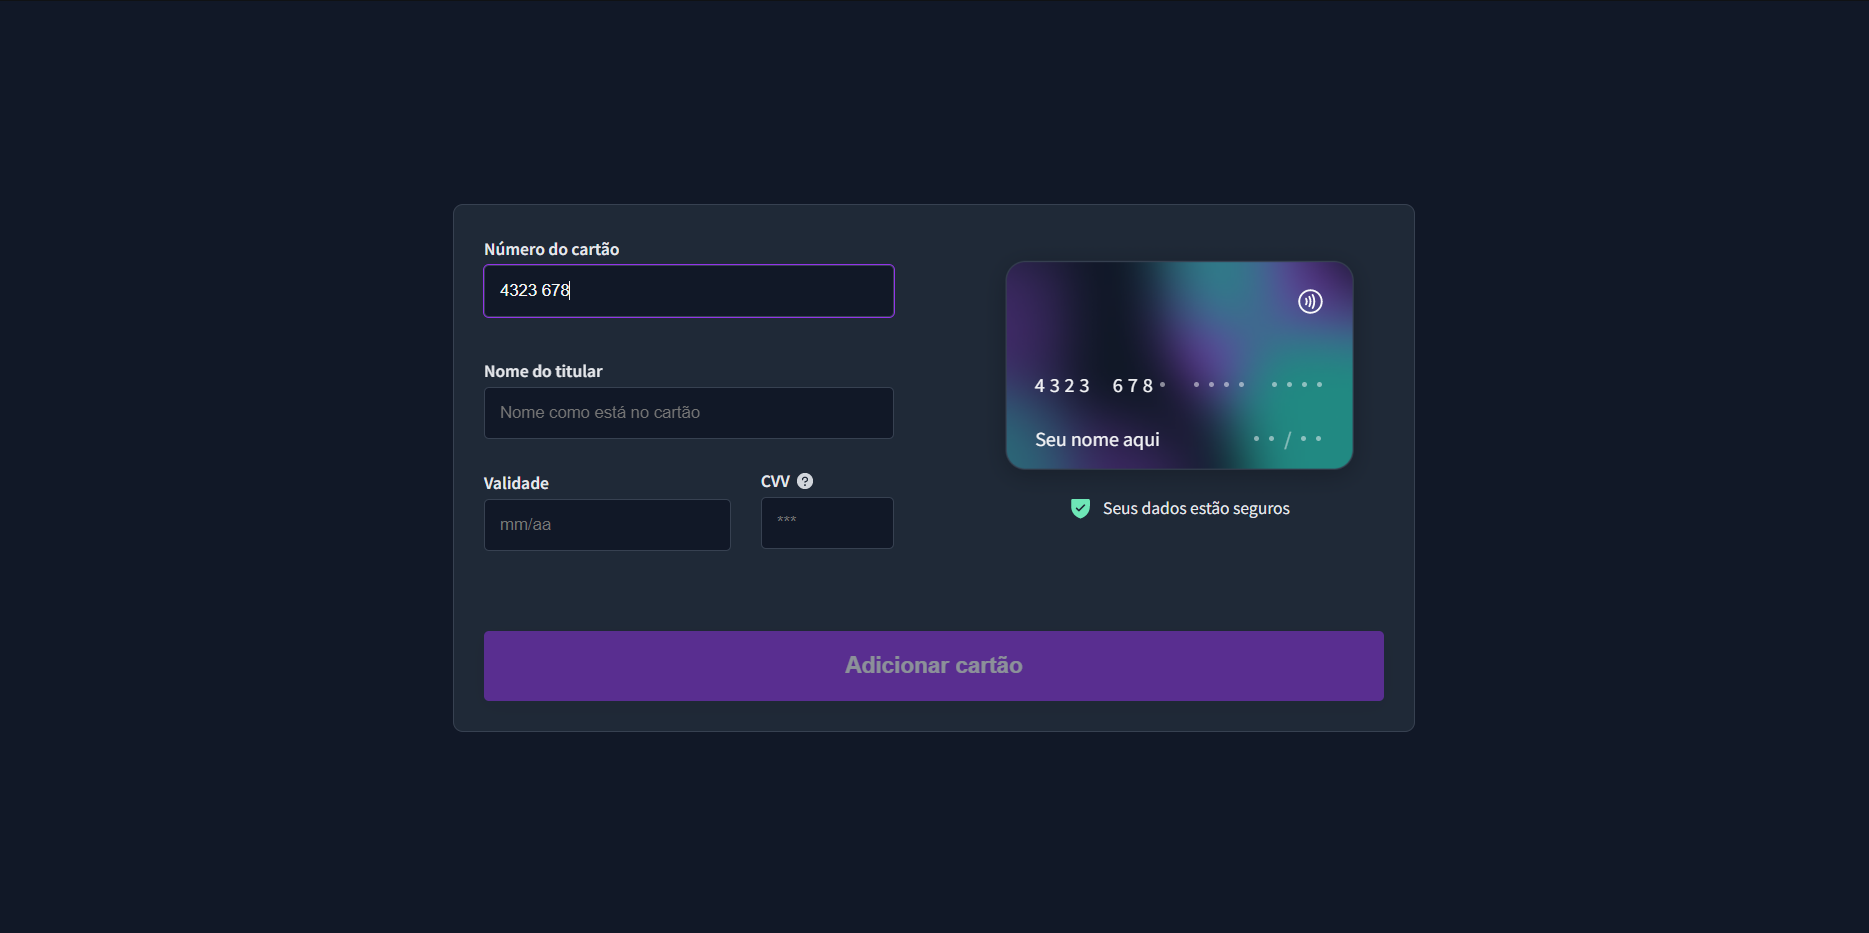 Número do cartão
4323 678
Nome do titular
Nome como está no cartão
Validade
mm/aa
CVV ?
***
4323 678• •••• ••••
Seu nome aqui ••/••
Seus dados estão seguros
Adicionar cartão